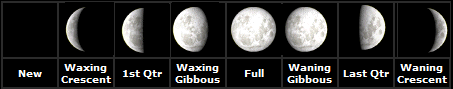 New
Waxing
Crescent
1st Qtr
Waxing
Gibbous
Full
Waning
Gibbous
Last Qtr
Waning
Crescent